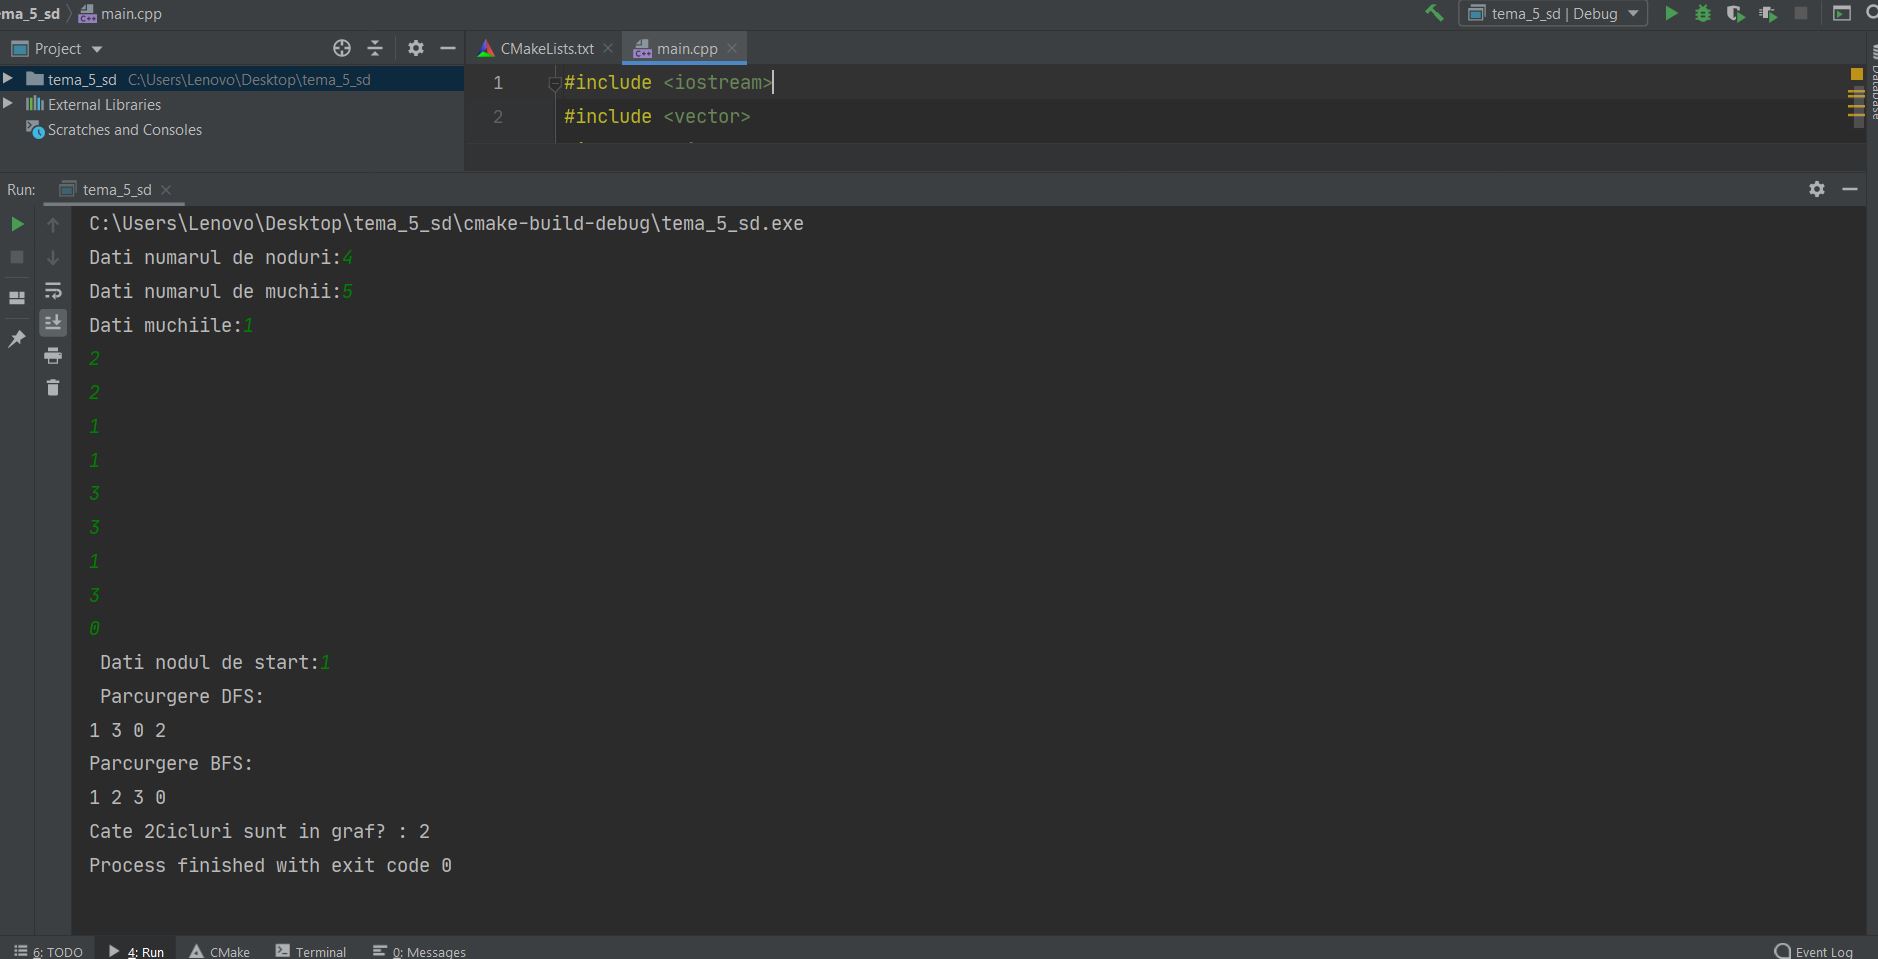 ma_5_sd main.cpp
tema_5_sd | Debug
Project
CMakeLists.txt
main.cpp
tema_5_sd C:\Users\Lenovo\Desktop\tema_5_sd
External Libraries
Scratches and Consoles
1 #include <iostream>
2 #include <vector>
Database
Run: tema_5_sd
C:\Users\Lenovo\Desktop\tema_5_sd\cmake-build-debug\tema_5_sd.exe
Dati numarul de noduri:4
Dati numarul de muchii:5
Dati muchiile:1
2
2
1
1
3
3
1
3
0
Dati nodul de start:1
Parcurgere DFS:
1 3 0 2
Parcurgere BFS:
1 2 3 0
Cate 2Cicluri sunt in graf? : 2
Process finished with exit code 0
6: TODO
4: Run
CMake
Terminal
0: Messages
Event Log